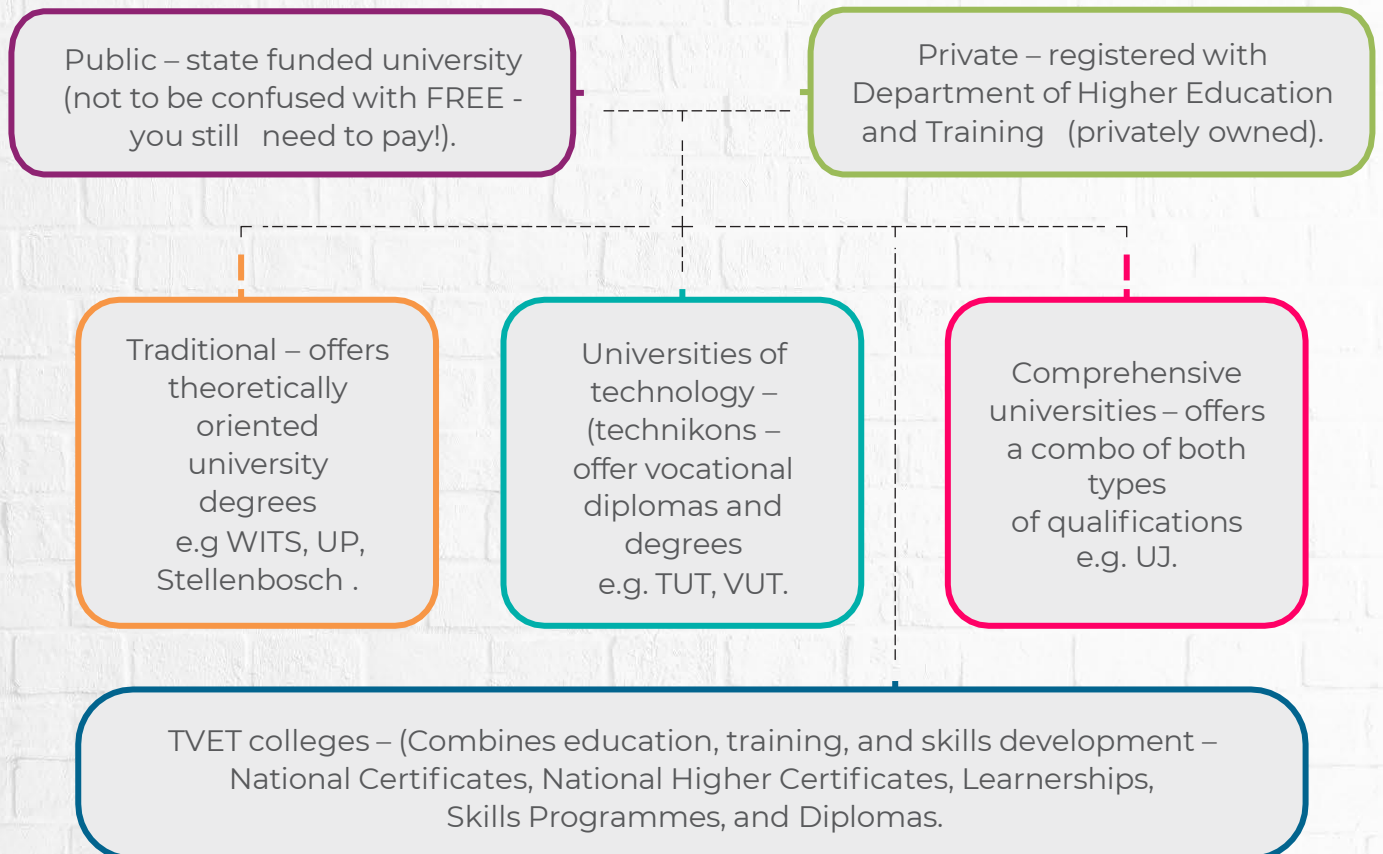 Public – state funded university
(not to be confused with FREE -
you still need to pay!).
Private – registered with
Department of Higher Education
and Training (privately owned).
Traditional – offers
theoretically
oriented
university
degrees
e.g WITS, UP,
Stellenbosch .
Universities of
technology –
(technikons –
offer vocational
diplomas and
degrees
e.g. TUT, VUT.
Comprehensive
universities – offers
a combo of both
types
of qualifications
e.g. UJ.
TVET colleges – (Combines education, training, and skills development –
National Certificates, National Higher Certificates, Learnerships,
Skills Programmes, and Diplomas.